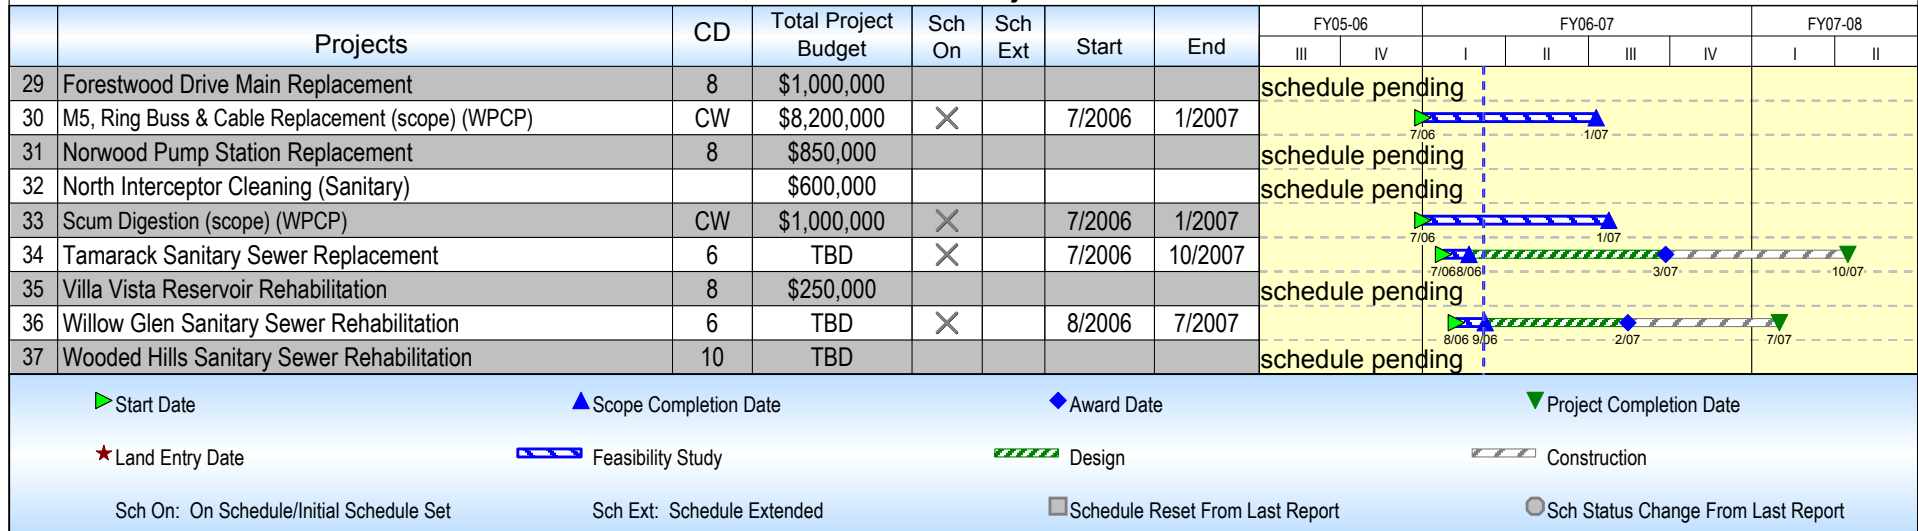 Projects CD Total Project Budget Sch On Sch Ext Start End FY05-06 FY06-07 FY07-08
III IV I II III IV I II
29 Forestwood Drive Main Replacement 8 $1,000,000 schedule pending
30 M5, Ring Buss & Cable Replacement (scope) (WPCP) CW $8,200,000 7/2006 1/2007 7/06 1/07
31 Norwood Pump Station Replacement 8 $850,000 schedule pending
32 North Interceptor Cleaning (Sanitary) $600,000 schedule pending
33 Scum Digestion (scope) (WPCP) CW $1,000,000 7/2006 1/2007 7/06 1/07
34 Tamarack Sanitary Sewer Replacement 6 TBD 7/2006 10/2007 7/06 8/06 3/07 10/07
35 Villa Vista Reservoir Rehabilitation 8 $250,000 schedule pending
36 Willow Glen Sanitary Sewer Rehabilitation 6 TBD 8/2006 7/2007 8/06 9/06 2/07 7/07
37 Wooded Hills Sanitary Sewer Rehabilitation 10 TBD schedule pending
Start Date Scope Completion Date Award Date Project Completion Date
Land Entry Date Feasibility Study Design Construction
Sch On: On Schedule/Initial Schedule Set Sch Ext: Schedule Extended Schedule Reset From Last Report Sch Status Change From Last Report